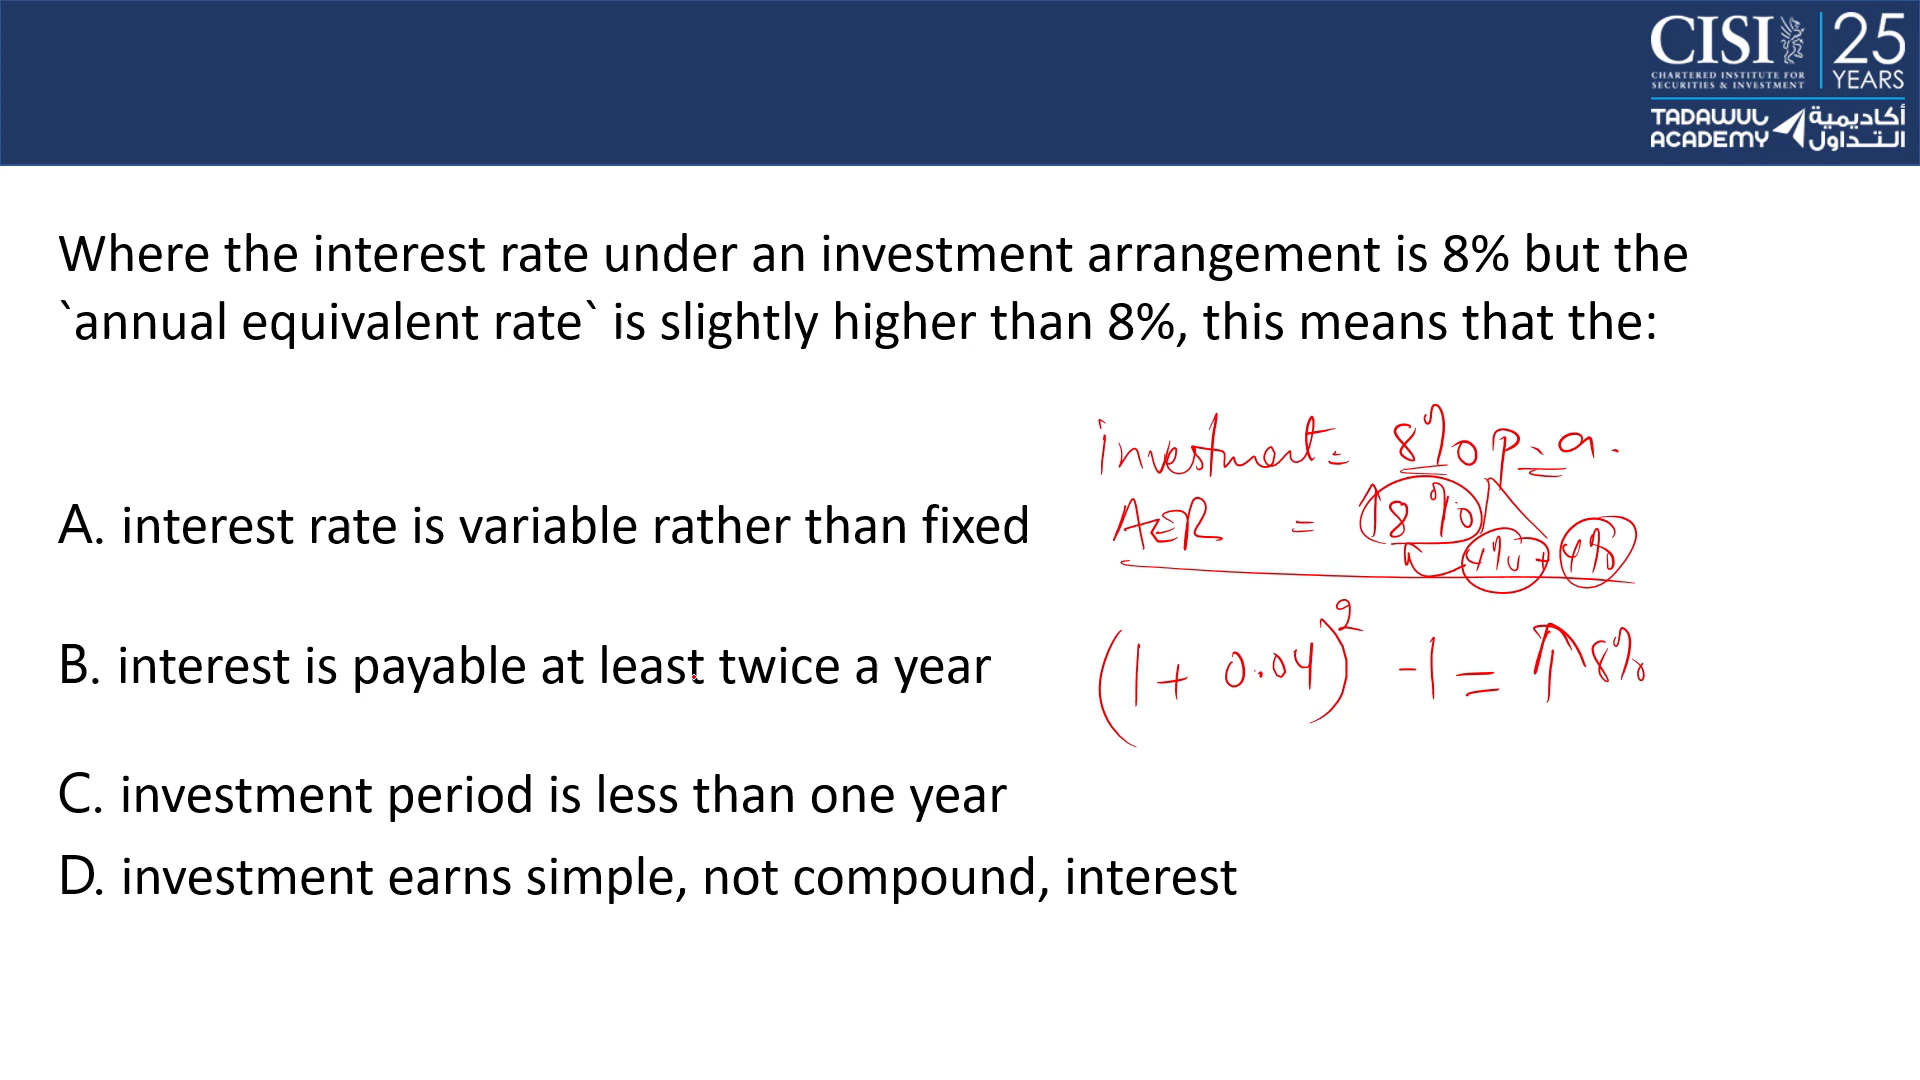 CISI
CHARTERED INSTITUTE FOR
SECURITIES & INVESTMENT
25
YEARS
TADAWUL
ACADEMY
أكاديمية
التداول
Where the interest rate under an investment arrangement is 8% but the
`annual equivalent rate` is slightly higher than 8%, this means that the:
investment = 8% p.a.
AER = ↑8% 4% + 4%
A. interest rate is variable rather than fixed
(1 + 0.04)² - 1 = ↑8%
B. interest is payable at least twice a year
C. investment period is less than one year
D. investment earns simple, not compound, interest